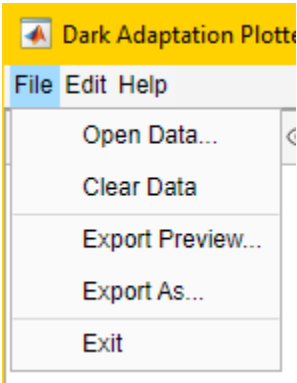 Dark Adaptation Plotte
File Edit Help
Open Data...
Clear Data
Export Preview...
Export As...
Exit